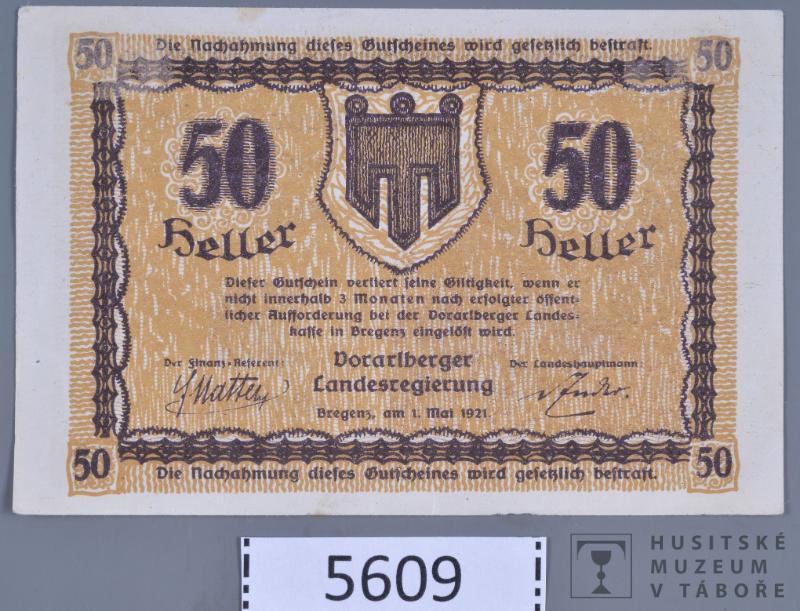 50 Die Nachahmung dieses Gutscheines wird gesetzlich bestraft. 50
50 50
Heller Heller
Dieser Gutschein verliert seine Giltigkeit, wenn er
nicht innerhalb 3 Monaten nach erfolgter öffent-
licher Aufforderung bei der Vorarlberger Landes-
kasse in Bregenz eingelöst wird.
Der Finanz-Referent: Vorarlberger Der Landeshauptmann:
Landesregierung
Bregenz, am 1. Mai 1921.
50 Die Nachahmung dieses Gutscheines wird gesetzlich bestraft. 50
5609
HUSITSKÉ
MUZEUM
V TÁBOŘE